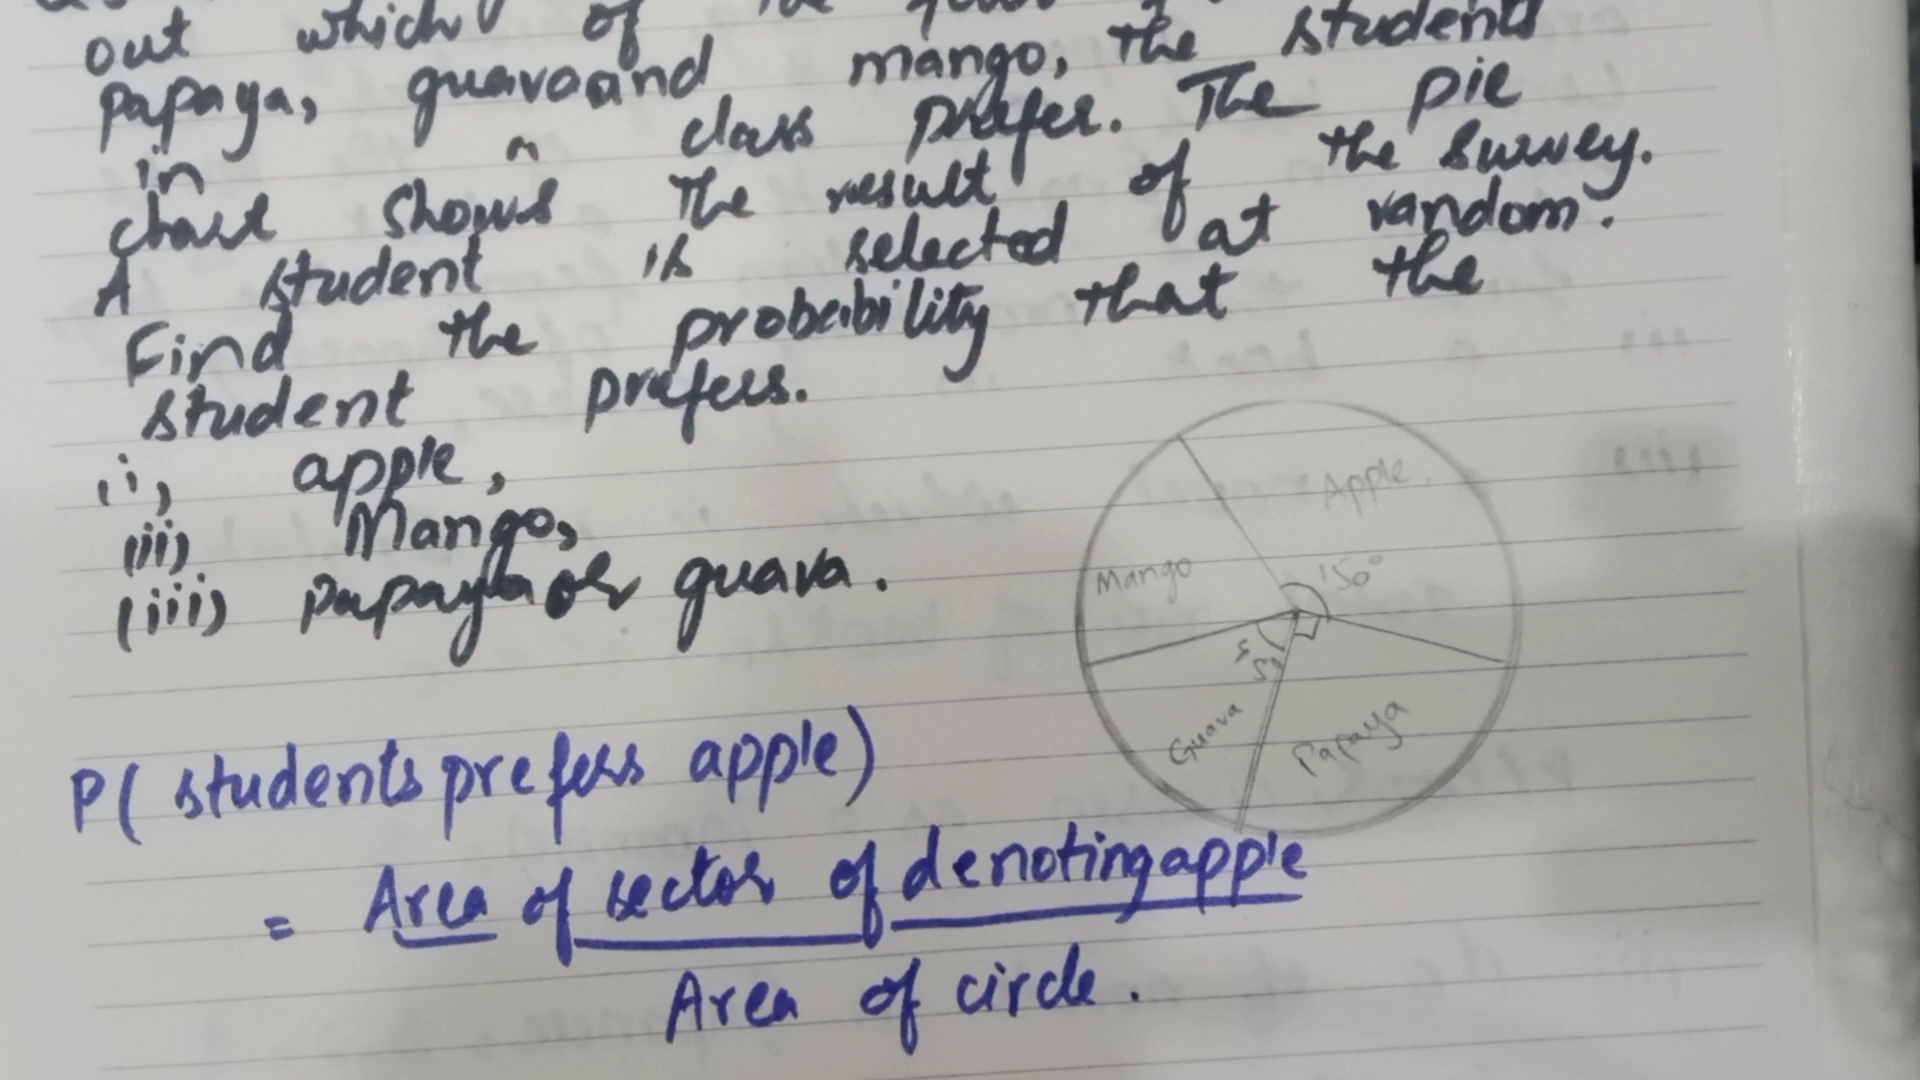 out which of the
papaya, guava and mango, the students
in a class prefer. The pie
chart shows the result of the survey.
A student is selected at random.
Find the probability that the
student prefers.
(i), apple,
(ii) Mango,
(iii) papaya or guava.
Apple.
Mango
150°
55°
Guava
Papaya
P( students prefers apple)
= Area of sector of denoting apple
Area of circle.